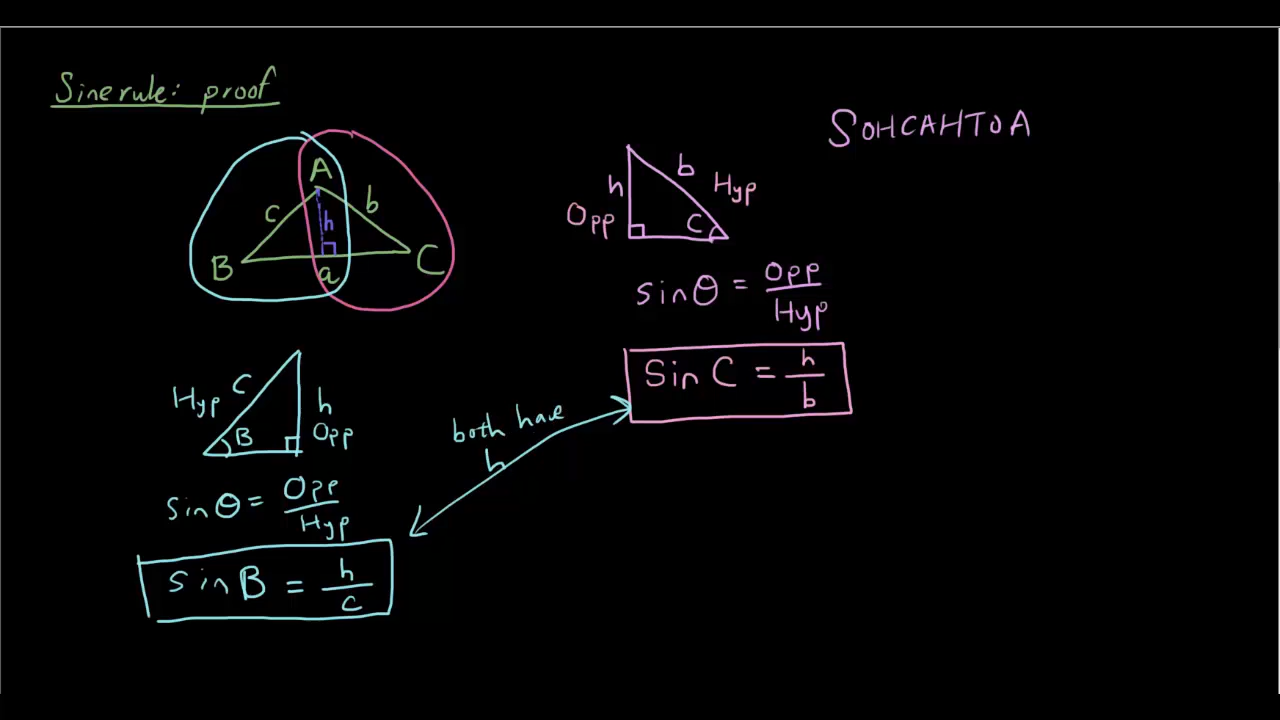 Sine rule: proof
SOHCAHTOA
A
c
h
b
B
a
C
h
b
Hyp
Opp
C
sinθ = Opp/Hyp
Sin C = h/b
Hyp
c
h
B
Opp
both have
h
sinθ = Opp/Hyp
sin B = h/c